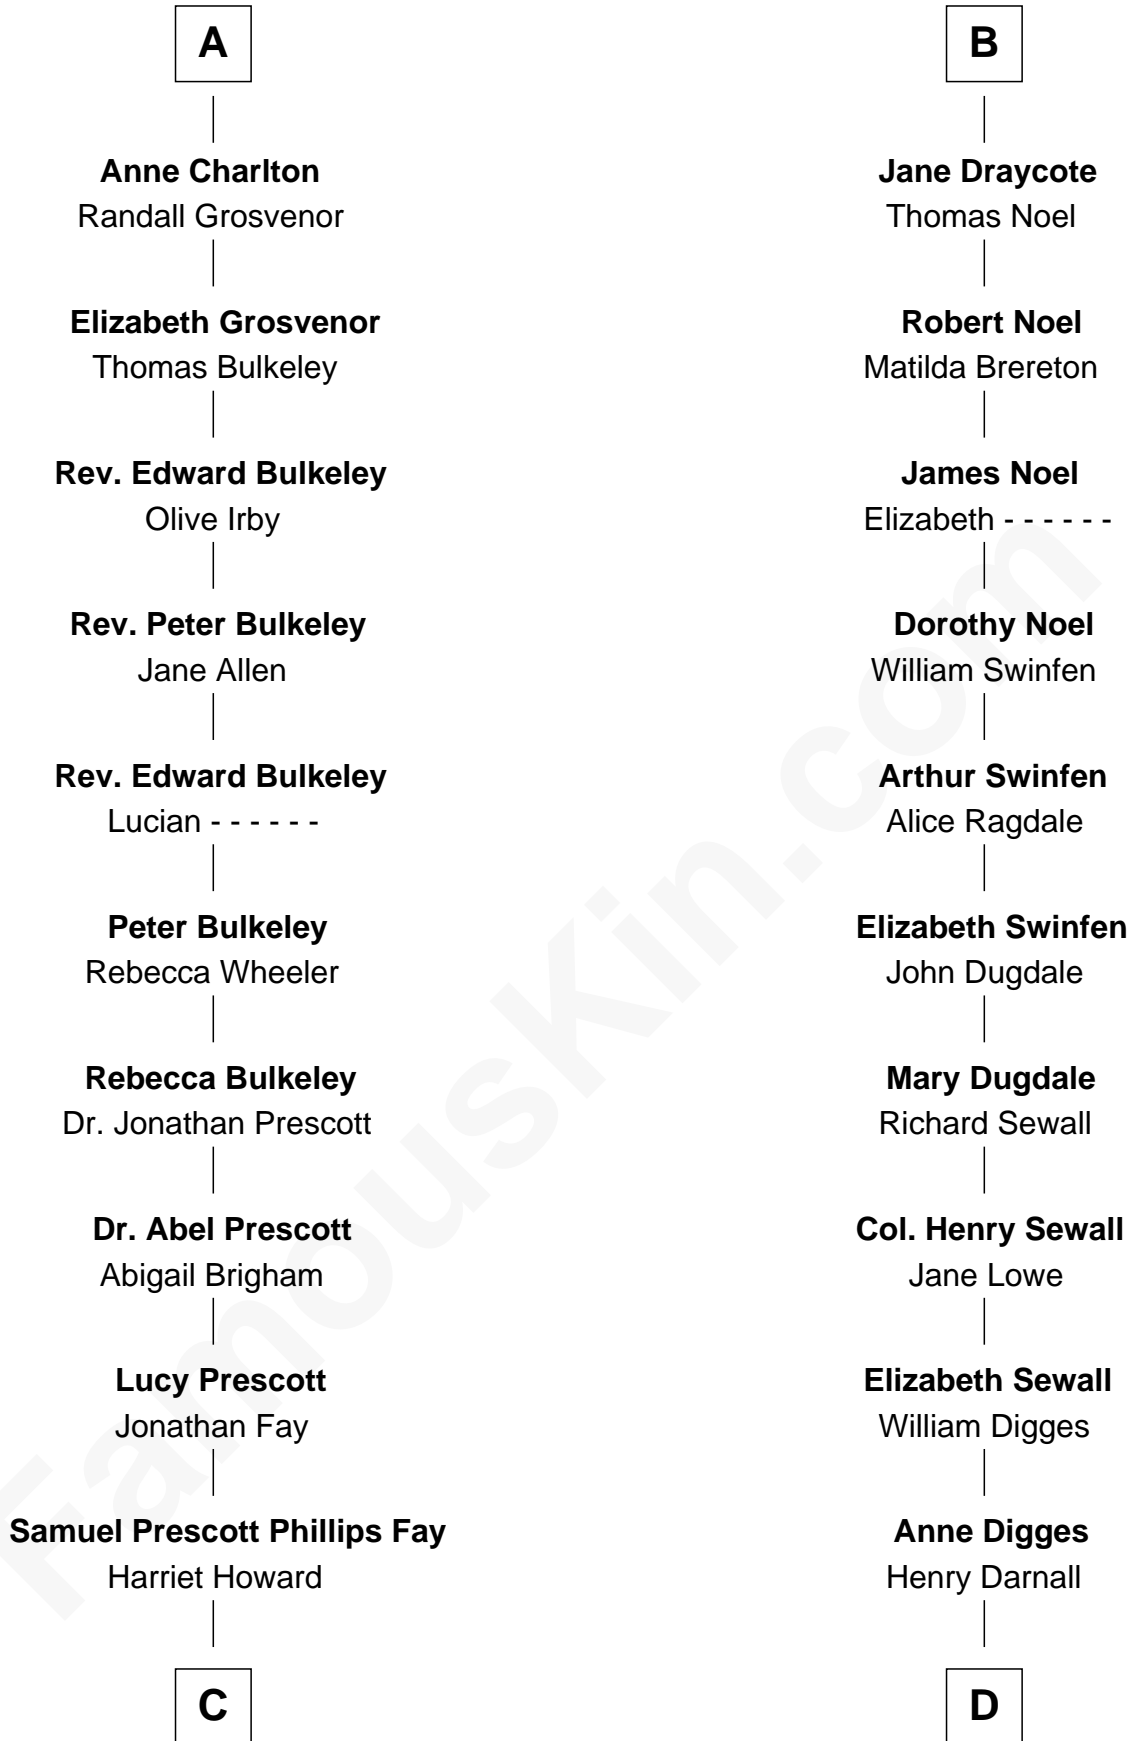 A
Anne Charlton
Randall Grosvenor
Elizabeth Grosvenor
Thomas Bulkeley
Rev. Edward Bulkeley
Olive Irby
Rev. Peter Bulkeley
Jane Allen
Rev. Edward Bulkeley
Lucian - - - - - -
Peter Bulkeley
Rebecca Wheeler
Rebecca Bulkeley
Dr. Jonathan Prescott
Dr. Abel Prescott
Abigail Brigham
Lucy Prescott
Jonathan Fay
Samuel Prescott Phillips Fay
Harriet Howard
C
B
Jane Draycote
Thomas Noel
Robert Noel
Matilda Brereton
James Noel
Elizabeth - - - - - -
Dorothy Noel
William Swinfen
Arthur Swinfen
Alice Ragdale
Elizabeth Swinfen
John Dugdale
Mary Dugdale
Richard Sewall
Col. Henry Sewall
Jane Lowe
Elizabeth Sewall
William Digges
Anne Digges
Henry Darnall
D
FamousKin.com